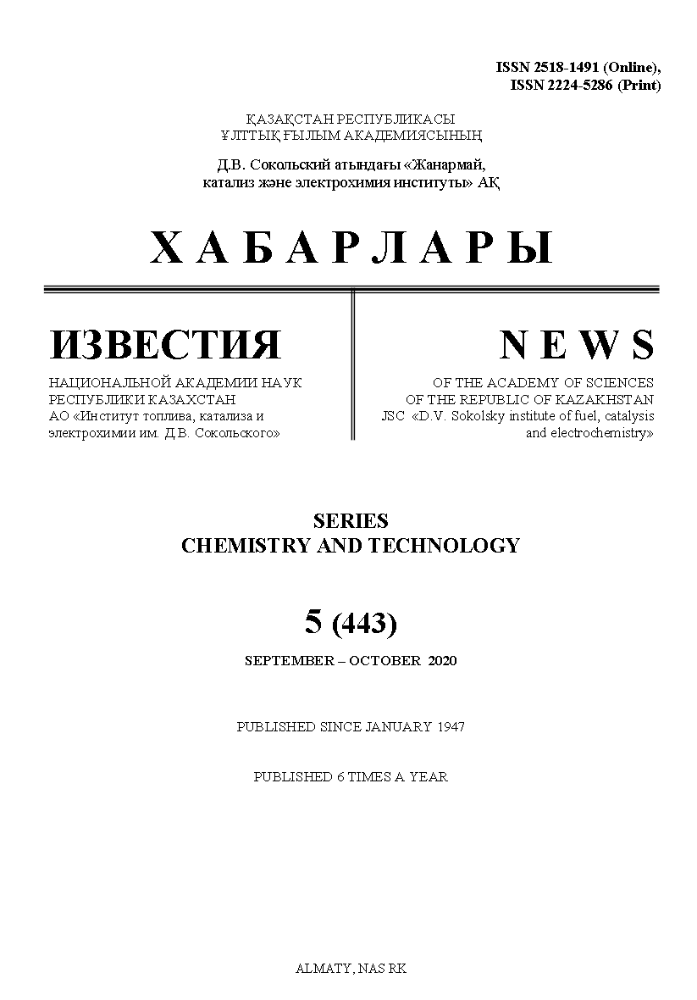 ISSN 2518-1491 (Online),
ISSN 2224-5286 (Print)
ҚАЗАҚСТАН РЕСПУБЛИКАСЫ
ҰЛТТЫҚ ҒЫЛЫМ АКАДЕМИЯСЫНЫҢ
Д.В. Сокольский атындағы «Жанармай,
катализ және электрохимия институты» АҚ
Х А Б А Р Л А Р Ы
ИЗВЕСТИЯ
НАЦИОНАЛЬНОЙ АКАДЕМИИ НАУК
РЕСПУБЛИКИ КАЗАХСТАН
АО «Институт топлива, катализа и
электрохимии им. Д.В. Сокольского»
N E W S
OF THE ACADEMY OF SCIENCES
OF THE REPUBLIC OF KAZAKHSTAN
JSC «D.V. Sokolsky institute of fuel, catalysis
and electrochemistry»
SERIES
CHEMISTRY AND TECHNOLOGY
5 (443)
SEPTEMBER – OCTOBER 2020
PUBLISHED SINCE JANUARY 1947
PUBLISHED 6 TIMES A YEAR
ALMATY, NAS RK